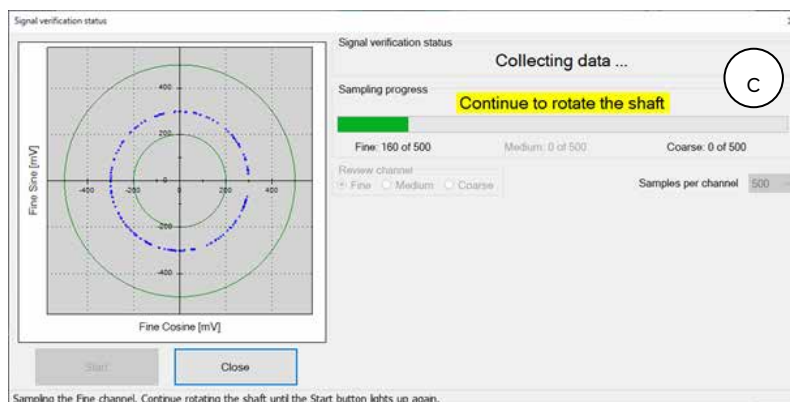 Signal verification status
Signal verification status
Collecting data ...
C
Sampling progress
Continue to rotate the shaft
Fine: 160 of 500 Medium: 0 of 500 Coarse: 0 of 500
Review channel
Fine Medium Coarse
Samples per channel 500
Fine Sine [mV]
400
200
-400 -200 0 200 400
0
-200
-400
Fine Cosine [mV]
Start Close
Sampling the Fine channel. Continue rotating the shaft until the Start button lights up again.